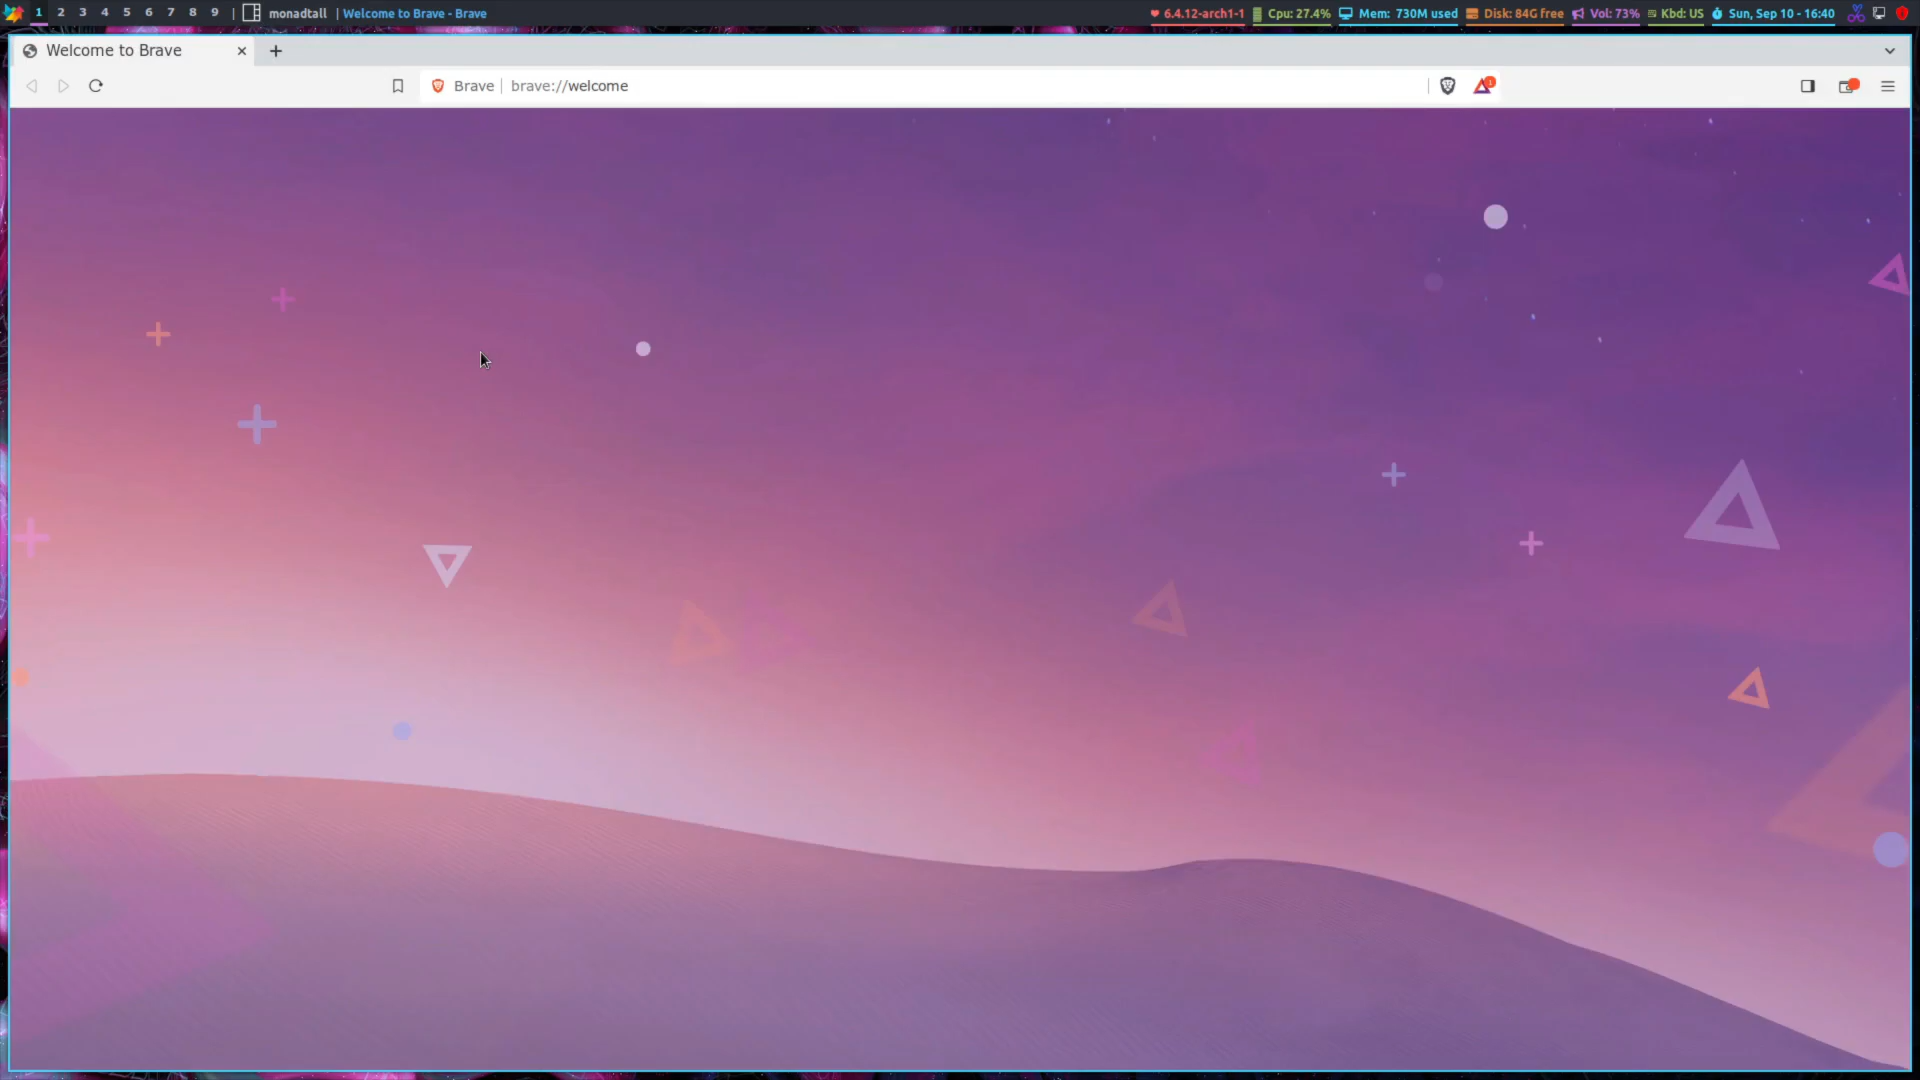 1 2 3 4 5 6 7 8 9 | monadtall | Welcome to Brave - Brave 6.4.12-arch1-1 Cpu: 27.4% Mem: 730M used Disk: 84G free Vol: 73% Kbd: US Sun, Sep 10 - 16:40
Welcome to Brave
Brave | brave://welcome 1